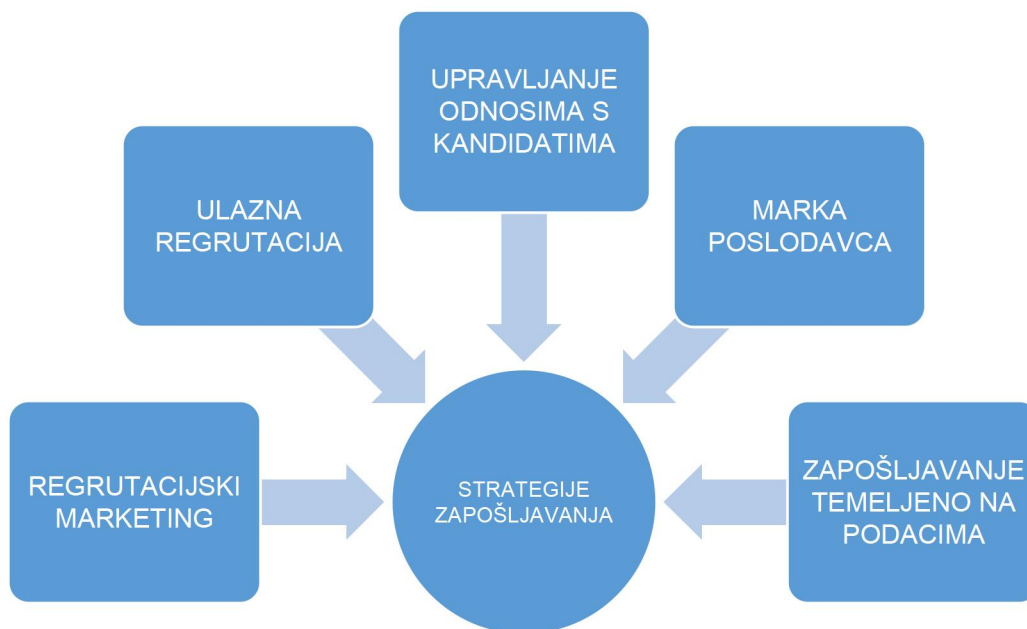 UPRAVLJANJE
ODNOSIMA S
KANDIDATIMA
ULAZNA
REGRUTACIJA
MARKA
POSLODAVCA
REGRUTACIJSKI
MARKETING
STRATEGIJE
ZAPOŠLJAVANJA
ZAPOŠLJAVANJE
TEMELJENO NA
PODACIMA